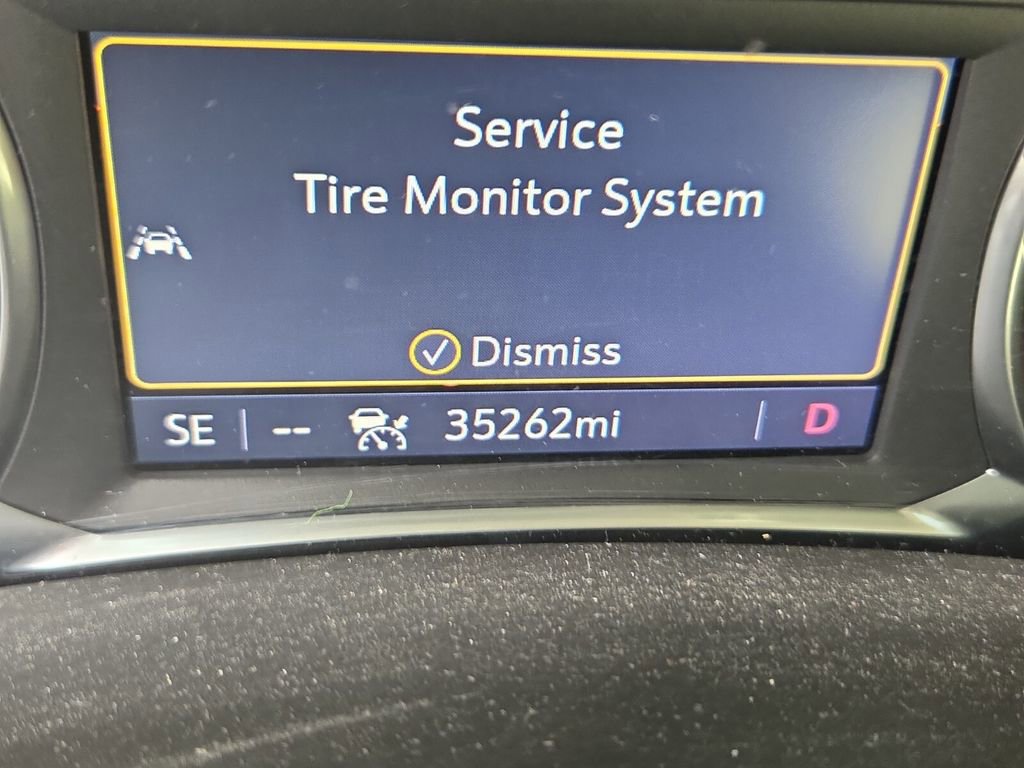 Service
Tire Monitor System
Dismiss
SE -- 35262mi D